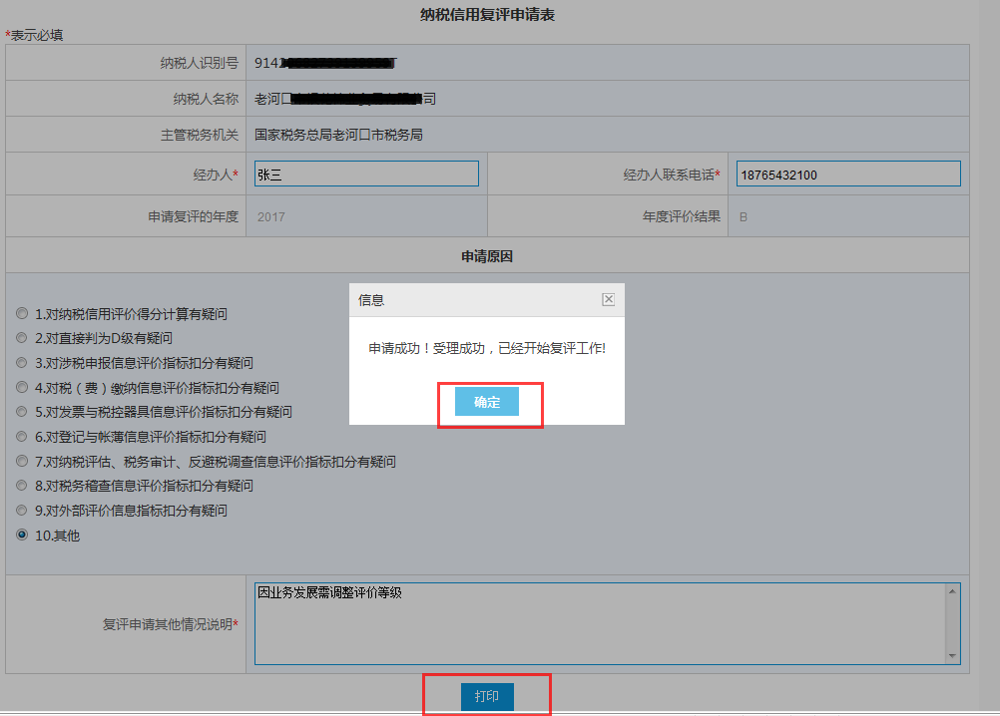 纳税信用复评申请表
*表示必填
纳税人识别号 914
纳税人名称 老河口 司
主管税务机关 国家税务总局老河口市税务局
经办人* 张三 经办人联系电话* 18765432100
申请复评的年度 2017 年度评价结果 B
申请原因
信息
1.对纳税信用评价得分计算有疑问
2.对直接判为D级有疑问
申请成功！受理成功，已经开始复评工作!
3.对涉税申报信息评价指标扣分有疑问
4.对税（费）缴纳信息评价指标扣分有疑问
确定
5.对发票与税控器具信息评价指标扣分有疑问
6.对登记与帐薄信息评价指标扣分有疑问
7.对纳税评估、税务审计、反避税调查信息评价指标扣分有疑问
8.对税务稽查信息评价指标扣分有疑问
9.对外部评价信息指标扣分有疑问
10.其他
因业务发展需调整评价等级
复评申请其他情况说明*
打印